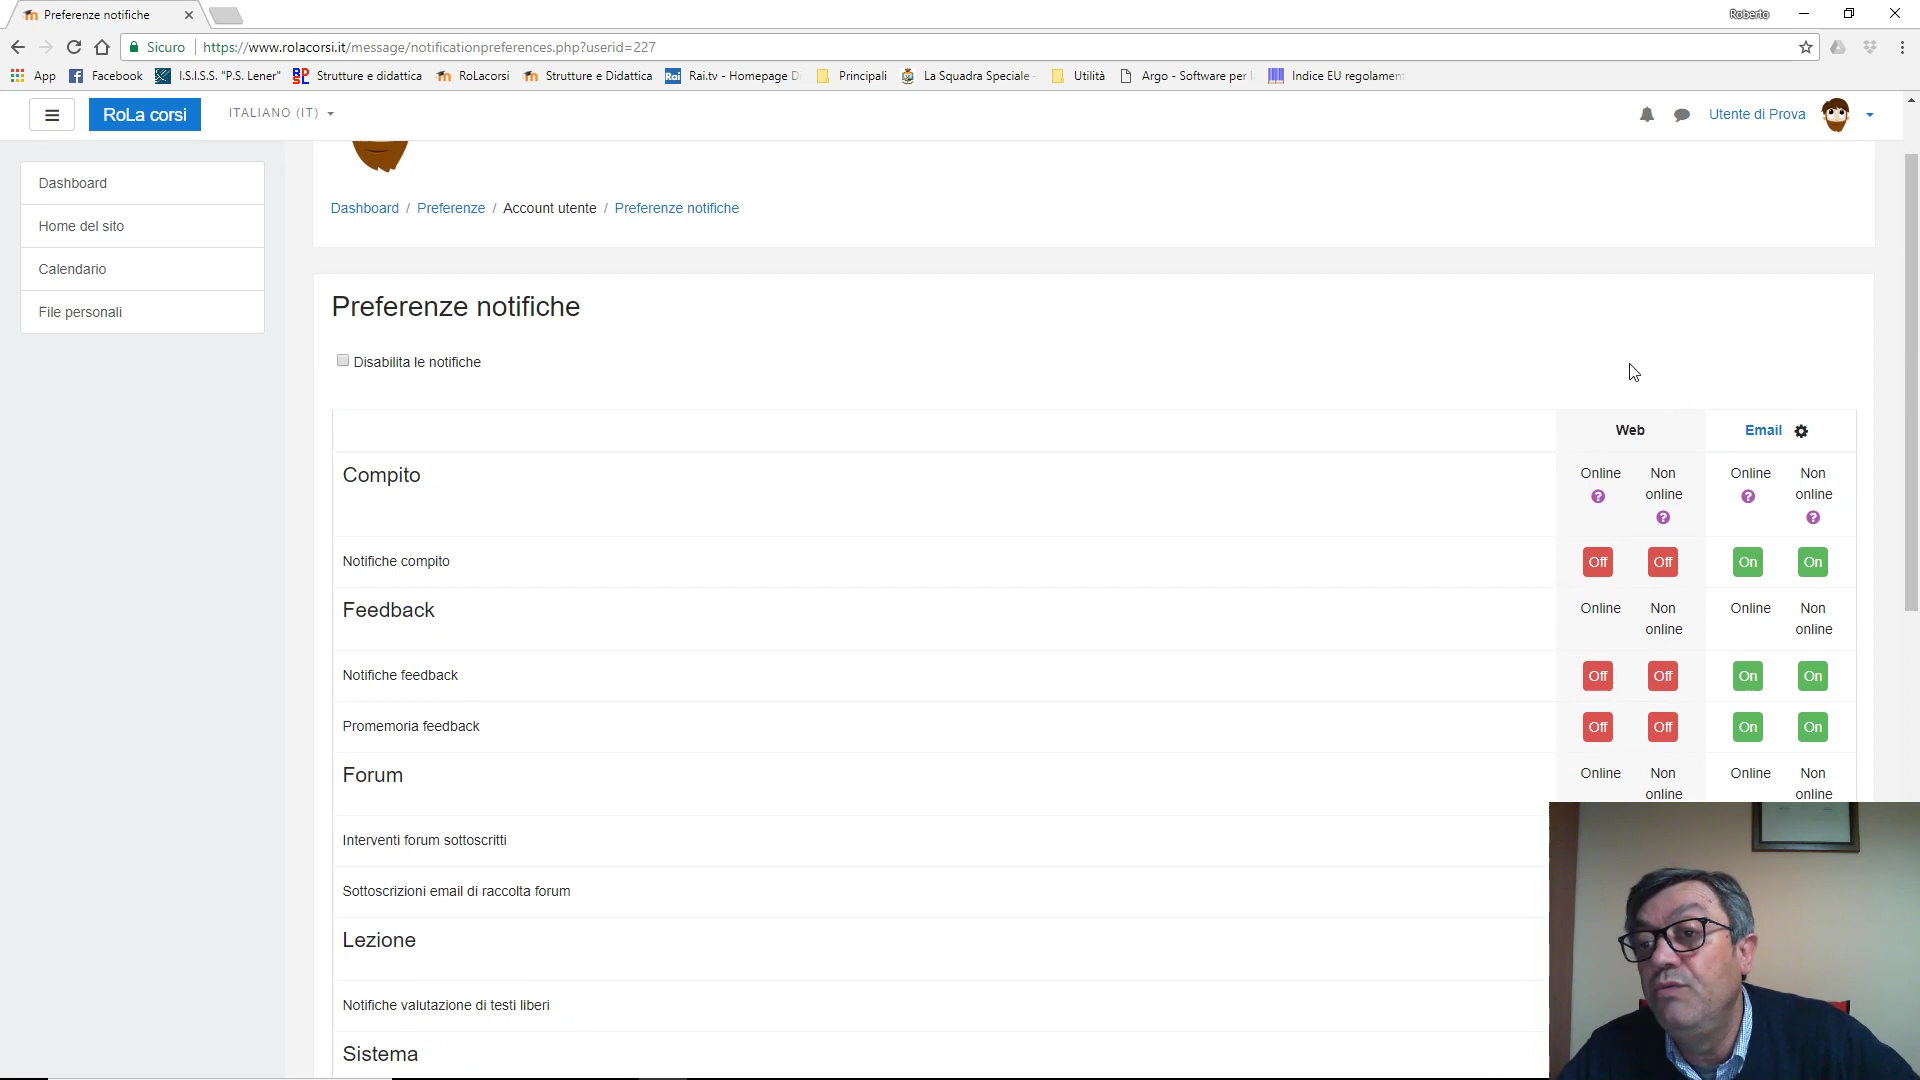 Preferenze notifiche
Roberto
Sicuro https://www.rolacorsi.it/message/notificationpreferences.php?userid=227
App Facebook I.S.I.S.S. "P.S. Lener" Strutture e didattica RoLacorsi Strutture e Didattica Rai Rai.tv - Homepage Principali La Squadra Speciale Utilità Argo - Software per Indice EU regolament
RoLa corsi ITALIANO (IT) Utente di Prova
Dashboard
Home del sito
Calendario
File personali
Dashboard / Preferenze / Account utente / Preferenze notifiche
Preferenze notifiche
Disabilita le notifiche
Web Email
Compito Online Non online Online Non online
Notifiche compito Off Off On On
Feedback Online Non online Online Non online
Notifiche feedback Off Off On On
Promemoria feedback Off Off On On
Forum Online Non online Online Non online
Interventi forum sottoscritti
Sottoscrizioni email di raccolta forum
Lezione
Notifiche valutazione di testi liberi
Sistema